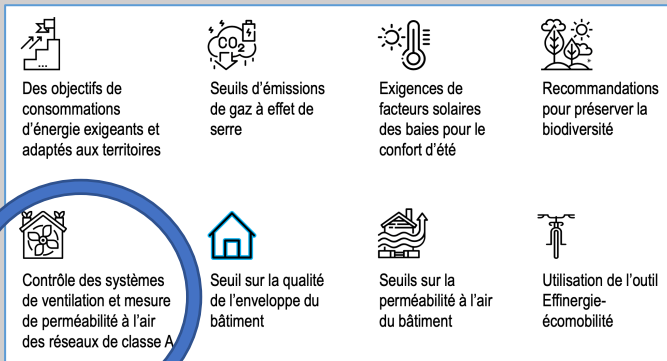 CO2
Des objectifs de
consommations
d'énergie exigeants et
adaptés aux territoires
Seuils d'émissions
de gaz à effet de
serre
Exigences de
facteurs solaires
des baies pour le
confort d'été
Recommandations
pour préserver la
biodiversité
Contrôle des systèmes
de ventilation et mesure
de perméabilité à l'air
des réseaux de classe A
Seuil sur la qualité
de l'enveloppe du
bâtiment
Seuils sur la
perméabilité à l'air
du bâtiment
Utilisation de l'outil
Effinergie-
écomobilité